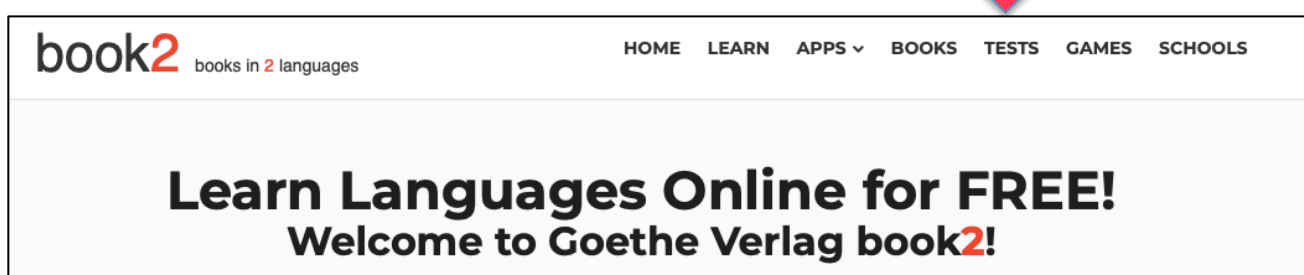 book2 books in 2 languages
HOME LEARN APPS BOOKS TESTS GAMES SCHOOLS
Learn Languages Online for FREE!
Welcome to Goethe Verlag book2!